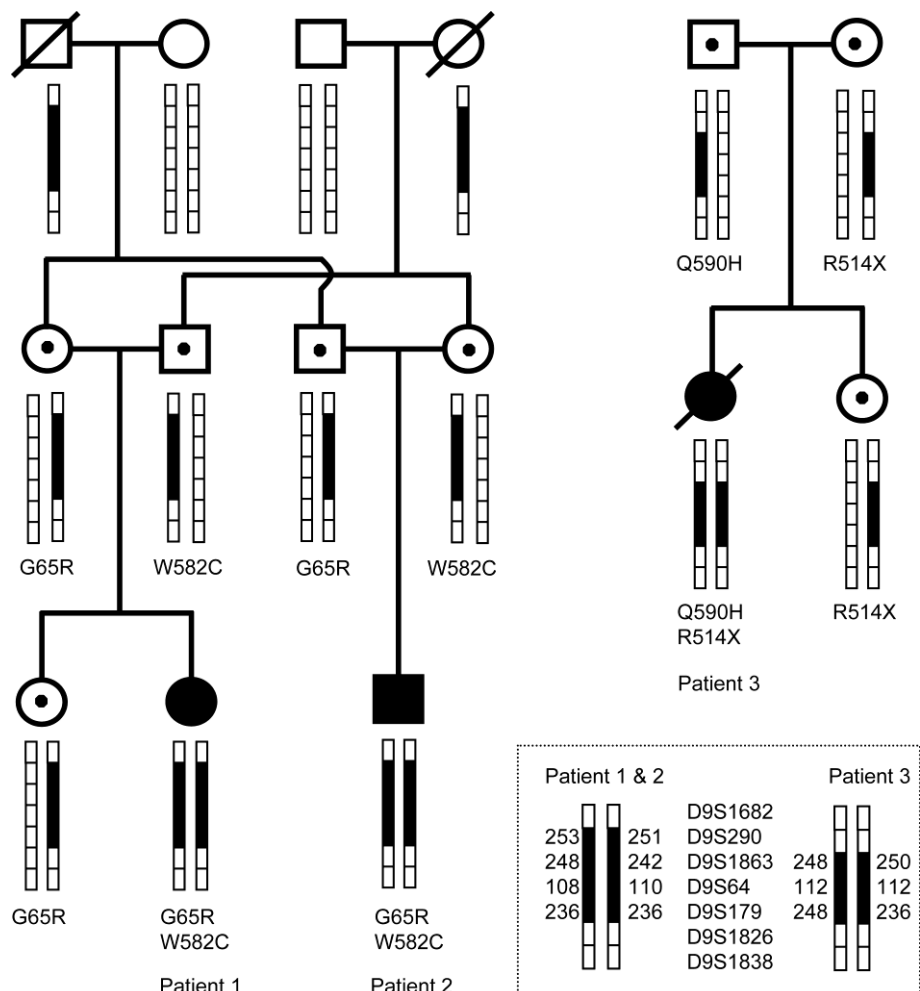 Q590H
R514X
G65R
W582C
G65R
W582C
Q590H
R514X
R514X
Patient 3
G65R
G65R
W582C
G65R
W582C
Patient 1
Patient 2
Patient 1 & 2
Patient 3
D9S1682
253 251 D9S290
248 242 D9S1863 248 250
108 110 D9S64 112 112
236 236 D9S179 248 236
D9S1826
D9S1838